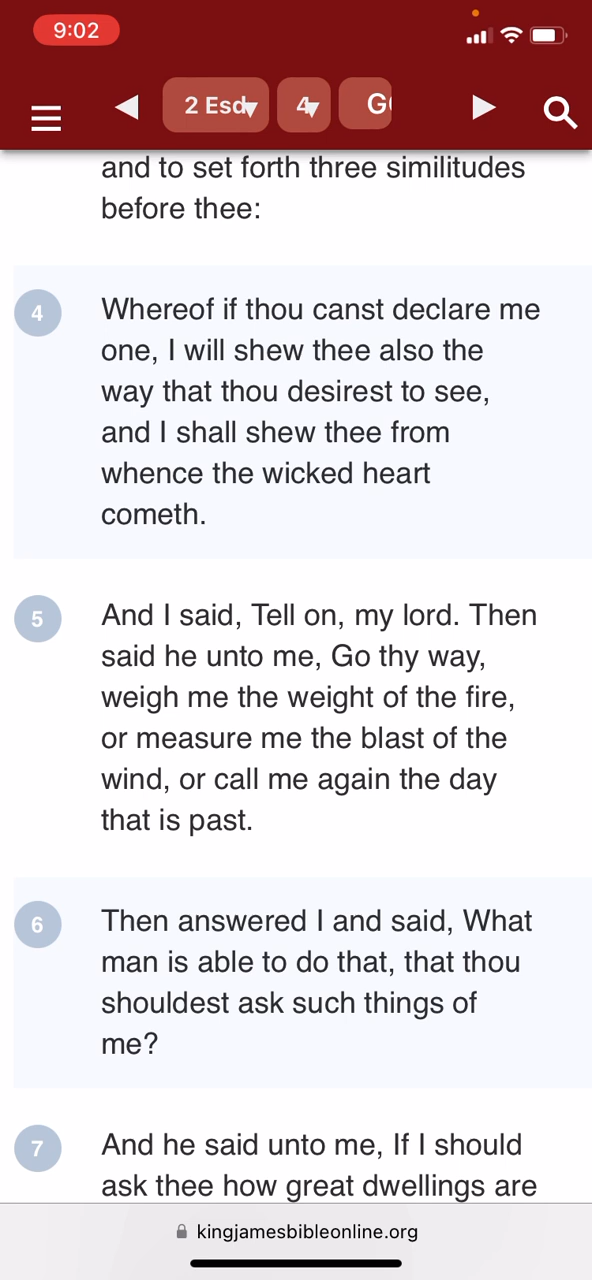 9:02
2 Esd
4
G
and to set forth three similitudes
before thee:
4
Whereof if thou canst declare me
one, I will shew thee also the
way that thou desirest to see,
and I shall shew thee from
whence the wicked heart
cometh.
5
And I said, Tell on, my lord. Then
said he unto me, Go thy way,
weigh me the weight of the fire,
or measure me the blast of the
wind, or call me again the day
that is past.
6
Then answered I and said, What
man is able to do that, that thou
shouldest ask such things of
me?
7
And he said unto me, If I should
ask thee how great dwellings are
kingjamesbibleonline.org